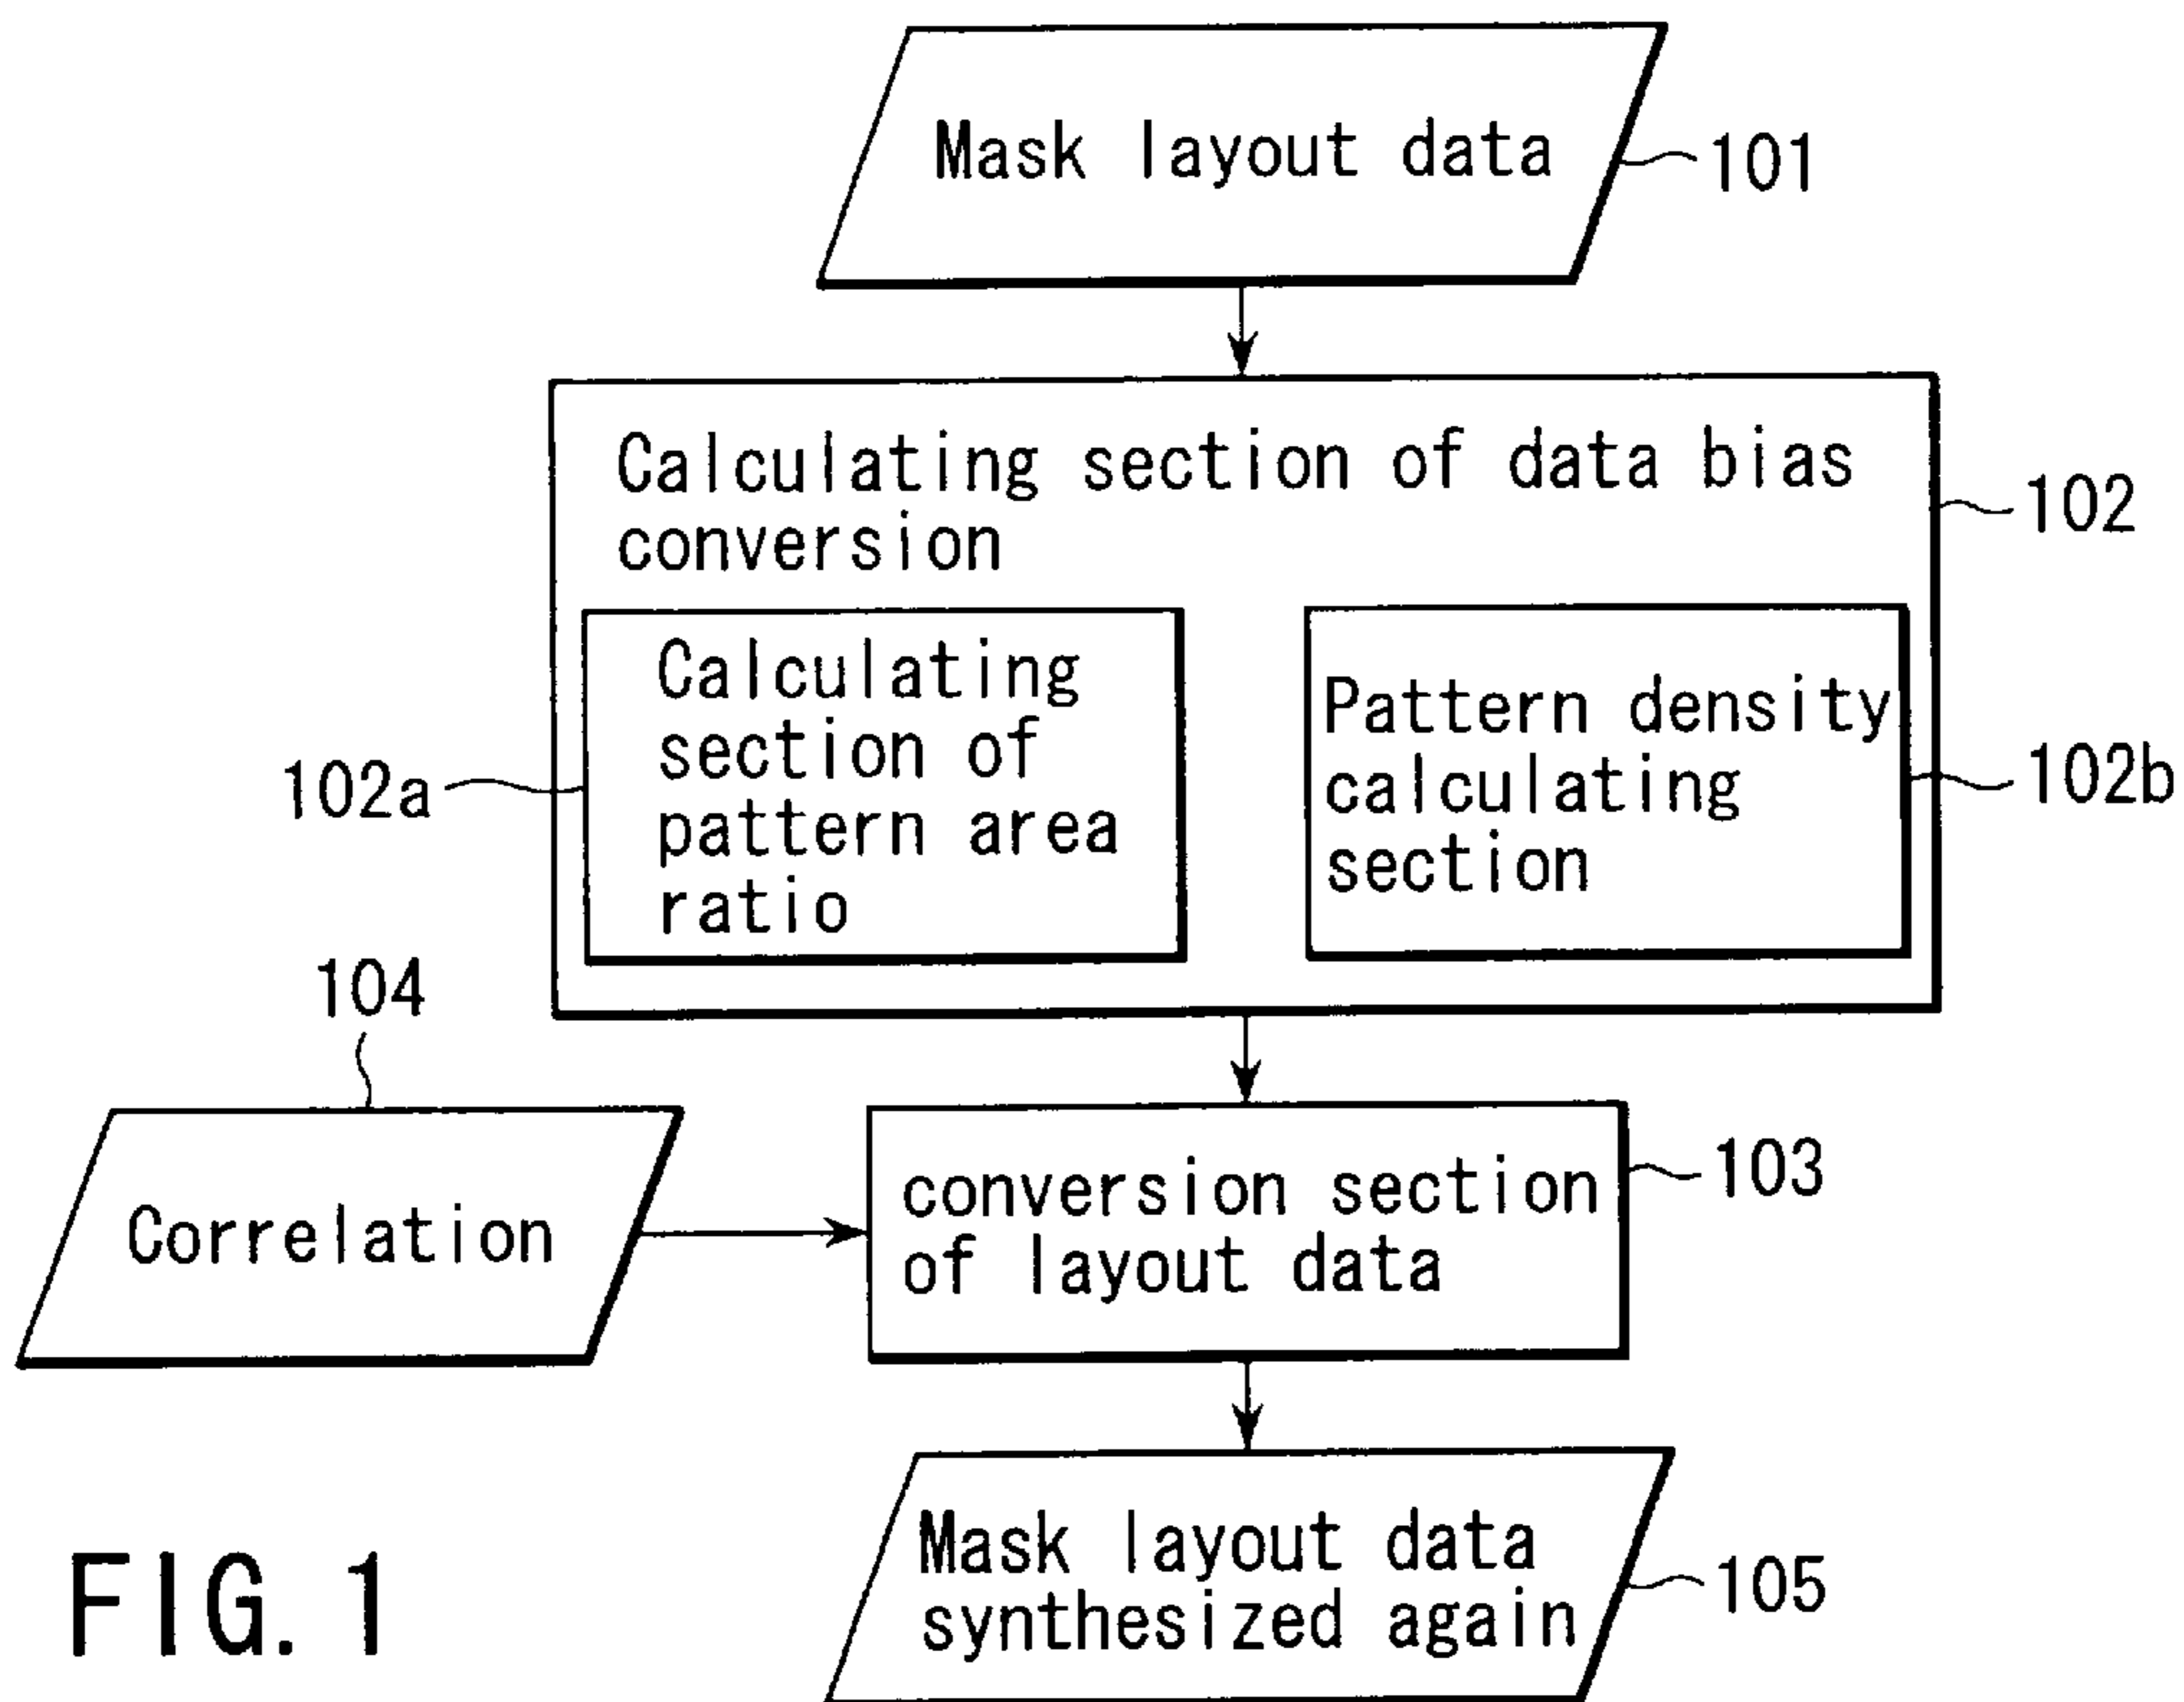 Mask layout data
101
Calculating section of data bias
conversion
102
Calculating
section of
pattern area
ratio
102a
Pattern density
calculating
section
102b
104
Correlation
conversion section
of layout data
103
Mask layout data
synthesized again
105
FIG. 1